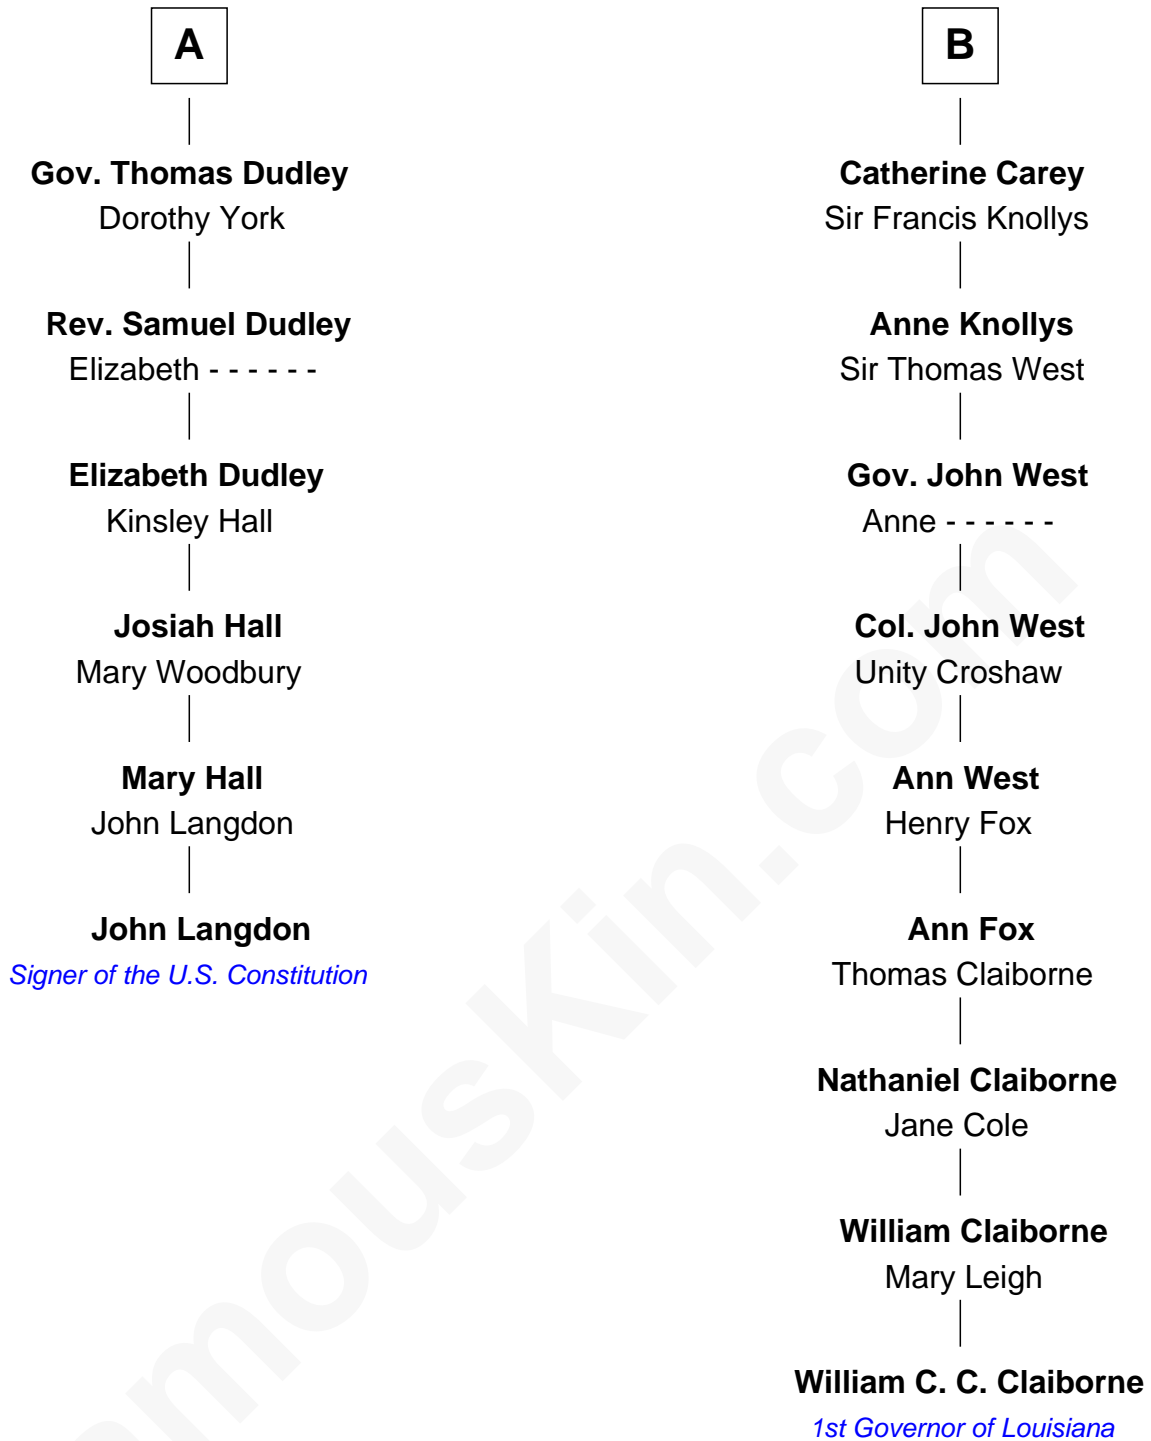 A
Gov. Thomas Dudley
Dorothy York
Rev. Samuel Dudley
Elizabeth - - - - - -
Elizabeth Dudley
Kinsley Hall
Josiah Hall
Mary Woodbury
Mary Hall
John Langdon
John Langdon
Signer of the U.S. Constitution
B
Catherine Carey
Sir Francis Knollys
Anne Knollys
Sir Thomas West
Gov. John West
Anne - - - - - -
Col. John West
Unity Croshaw
Ann West
Henry Fox
Ann Fox
Thomas Claiborne
Nathaniel Claiborne
Jane Cole
William Claiborne
Mary Leigh
William C. C. Claiborne
1st Governor of Louisiana
mouskin.com